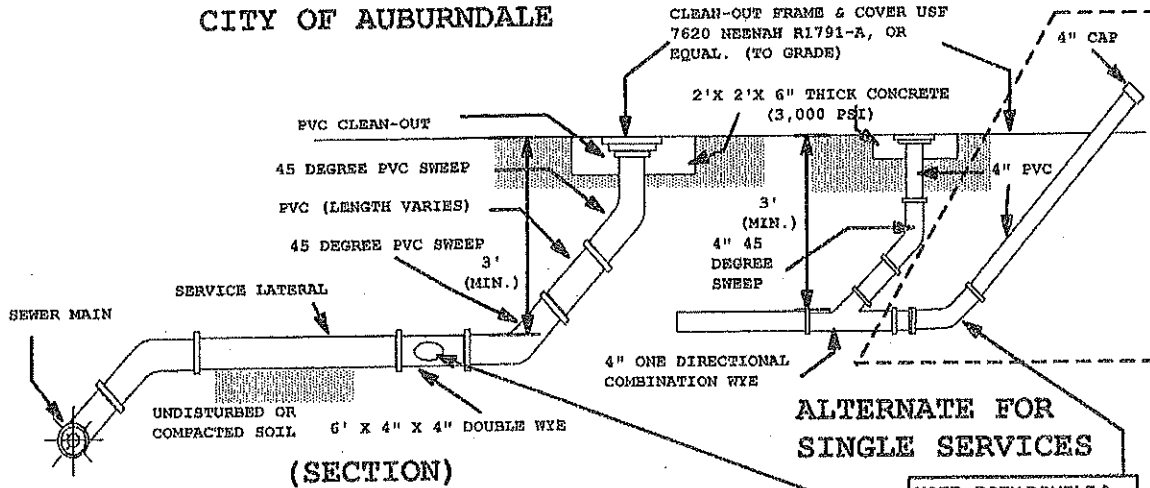 CITY OF AUBURNDALE
CLEAN-OUT FRAME & COVER USF
7620 NEENAH R1791-A, OR
EQUAL. (TO GRADE)
4" CAP
2'X 2'X 6" THICK CONCRETE
(3,000 PSI)
PVC CLEAN-OUT
45 DEGREE PVC SWEEP
4" PVC
PVC (LENGTH VARIES)
3'
(MIN.)
45 DEGREE PVC SWEEP
3'
(MIN.)
4" 45
DEGREE
SWEEP
SERVICE LATERAL
SEWER MAIN
4" ONE DIRECTIONAL
COMBINATION WYE
UNDISTURBED OR
COMPACTED SOIL
6' X 4" X 4" DOUBLE WYE
ALTERNATE FOR
SINGLE SERVICES
(SECTION)